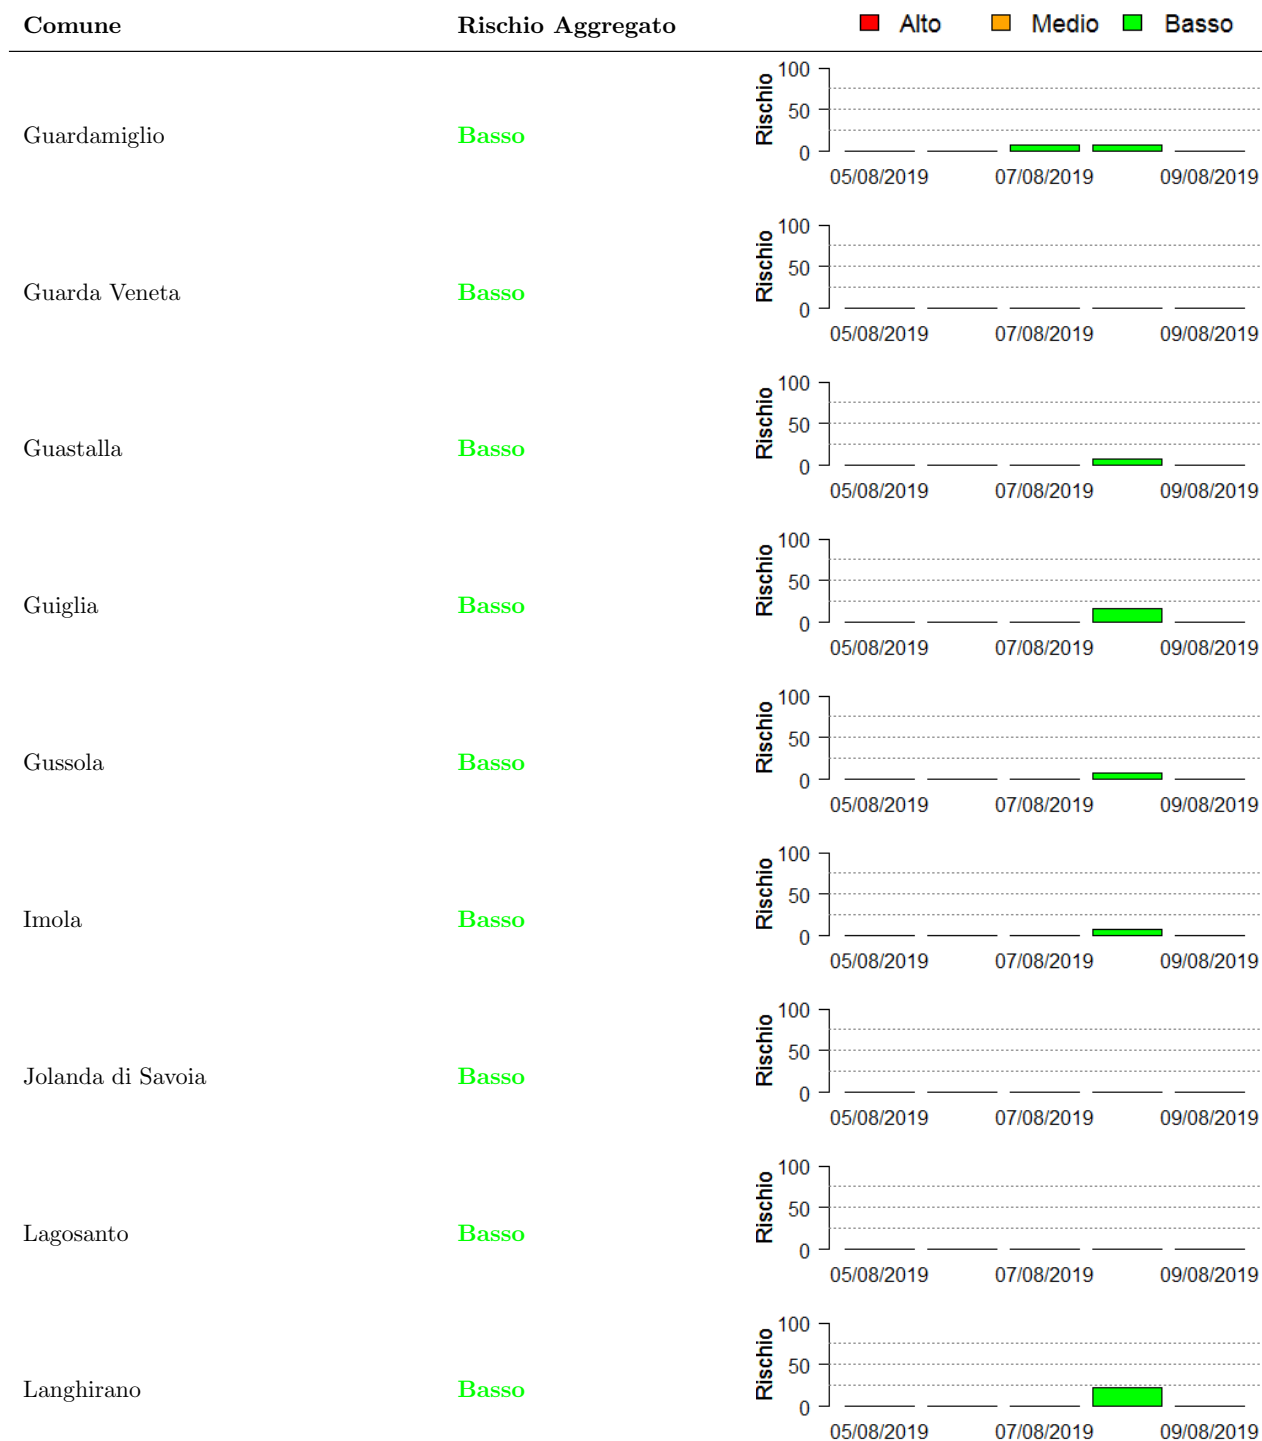 Comune Rischio Aggregato Alto Medio Basso
Guardamiglio Basso
Rischio
100
50
0
05/08/2019 07/08/2019 09/08/2019
Guarda Veneta Basso
Rischio
100
50
0
05/08/2019 07/08/2019 09/08/2019
Guastalla Basso
Rischio
100
50
0
05/08/2019 07/08/2019 09/08/2019
Guiglia Basso
Rischio
100
50
0
05/08/2019 07/08/2019 09/08/2019
Gussola Basso
Rischio
100
50
0
05/08/2019 07/08/2019 09/08/2019
Imola Basso
Rischio
100
50
0
05/08/2019 07/08/2019 09/08/2019
Jolanda di Savoia Basso
Rischio
100
50
0
05/08/2019 07/08/2019 09/08/2019
Lagosanto Basso
Rischio
100
50
0
05/08/2019 07/08/2019 09/08/2019
Langhirano Basso
Rischio
100
50
0
05/08/2019 07/08/2019 09/08/2019